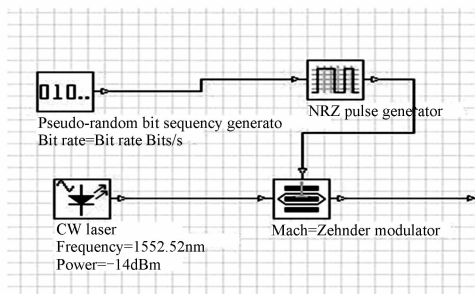 010..
NRZ pulse generator
Pseudo-random bit sequency generato
Bit rate=Bit rate Bits/s
CW laser
Frequency=1552.52nm
Power=−14dBm
Mach=Zehnder modulator